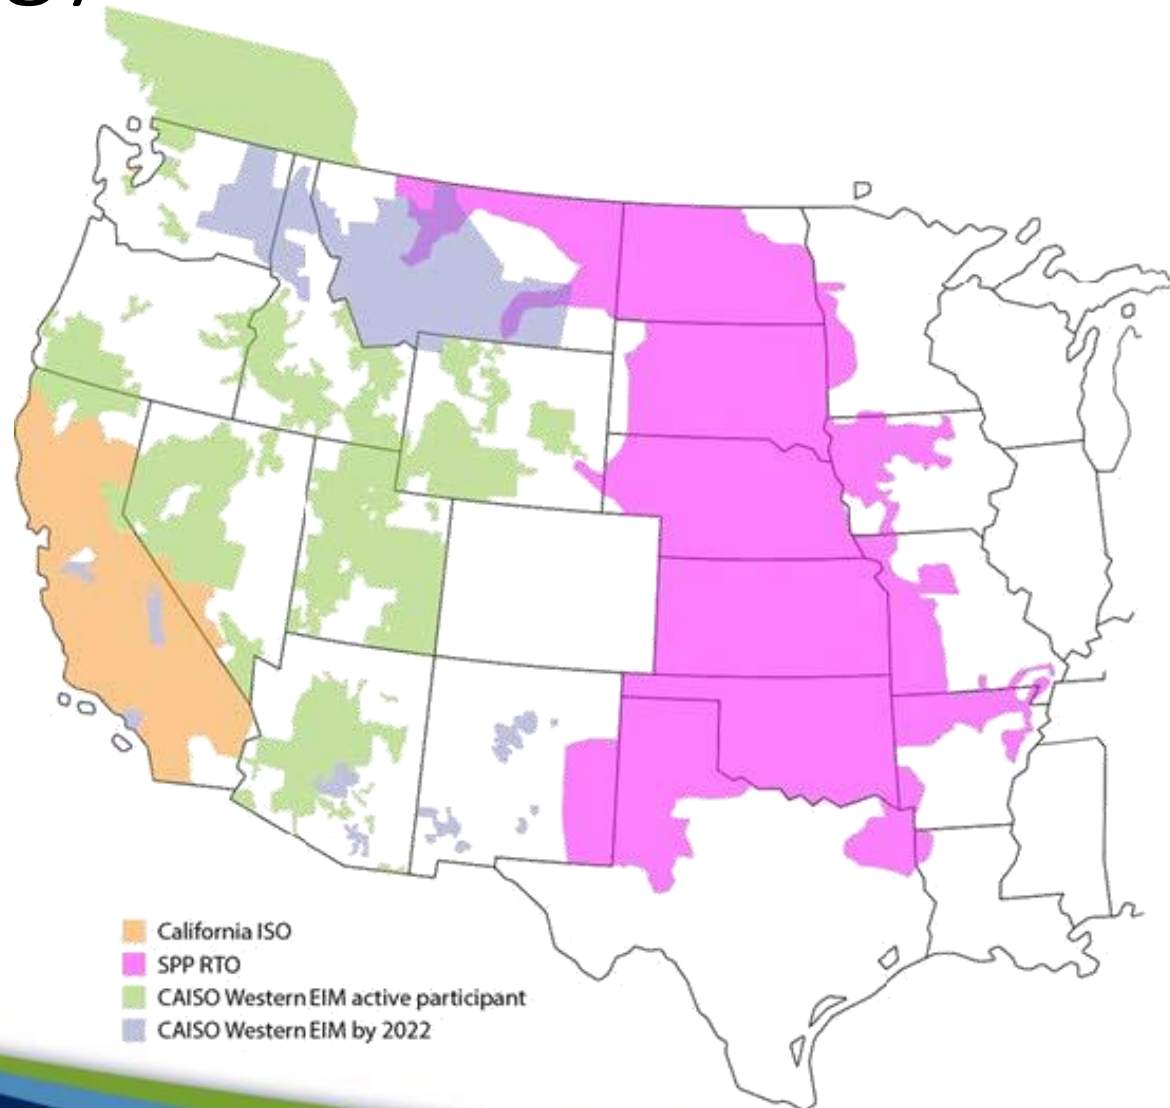 California ISO
SPP RTO
CAISO Western EIM active participant
CAISO Western EIM by 2022